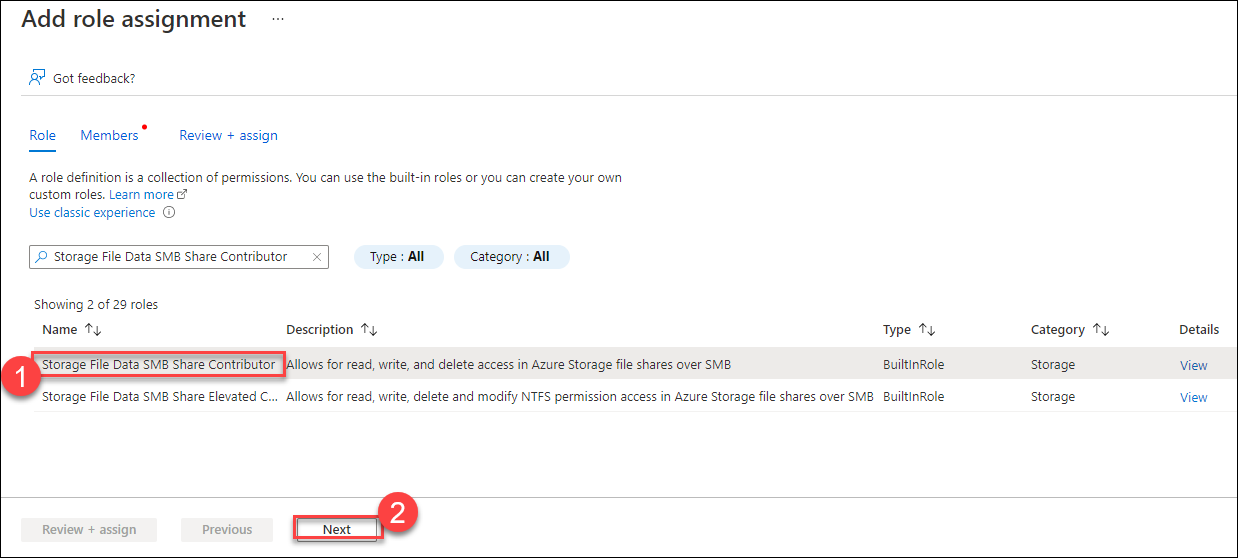 Add role assignment ...
Got feedback?
Role Members Review + assign
A role definition is a collection of permissions. You can use the built-in roles or you can create your own
custom roles. Learn more
Use classic experience
Storage File Data SMB Share Contributor Type : All Category : All
Showing 2 of 29 roles
Name Description Type Category Details
1 Storage File Data SMB Share Contributor Allows for read, write, and delete access in Azure Storage file shares over SMB BuiltInRole Storage View
Storage File Data SMB Share Elevated C... Allows for read, write, delete and modify NTFS permission access in Azure Storage file shares over SMB BuiltInRole Storage View
Review + assign Previous Next 2